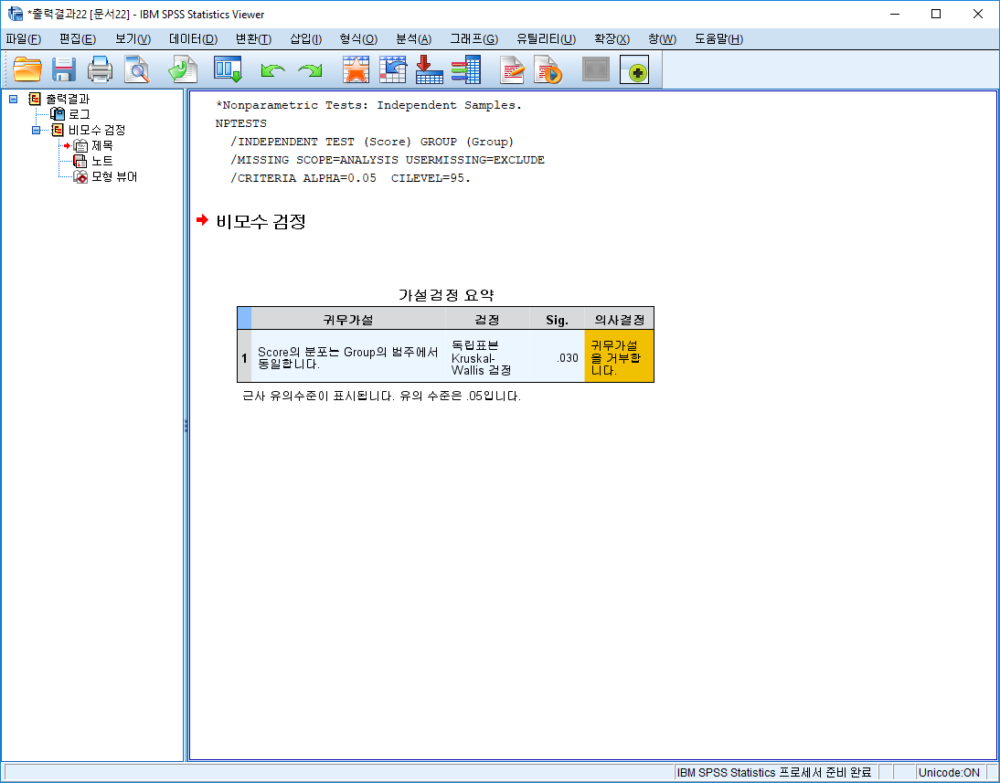 *출력결과22 [문서22] - IBM SPSS Statistics Viewer
파일(F) 편집(E) 보기(V) 데이터(D) 변환(T) 삽입(I) 형식(O) 분석(A) 그래프(G) 유틸리티(U) 확장(X) 창(W) 도움말(H)
출력결과
로그
비모수 검정
제목
노트
모형 뷰어
*Nonparametric Tests: Independent Samples.
NPTESTS
/INDEPENDENT TEST (Score) GROUP (Group)
/MISSING SCOPE=ANALYSIS USERMISSING=EXCLUDE
/CRITERIA ALPHA=0.05 CILEVEL=95.
비모수 검정
가설검정 요약
귀무가설 검정 Sig. 의사결정
1
Score의 분포는 Group의 범주에서
동일합니다.
독립표본
Kruskal-
Wallis 검정
.030
귀무가설
을 거부합
니다.
근사 유의수준이 표시됩니다. 유의 수준은 .05입니다.
IBM SPSS Statistics 프로세서 준비 완료
Unicode:ON